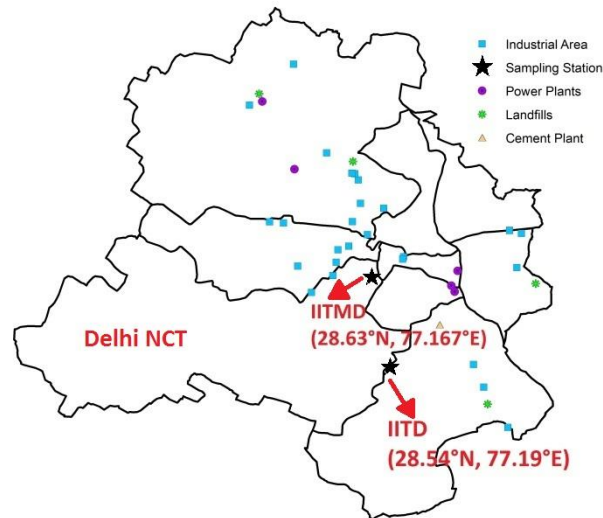 Industrial Area
Sampling Station
Power Plants
Landfills
Cement Plant
IITMD
(28.63°N, 77.167°E)
Delhi NCT
IITD
(28.54°N, 77.19°E)